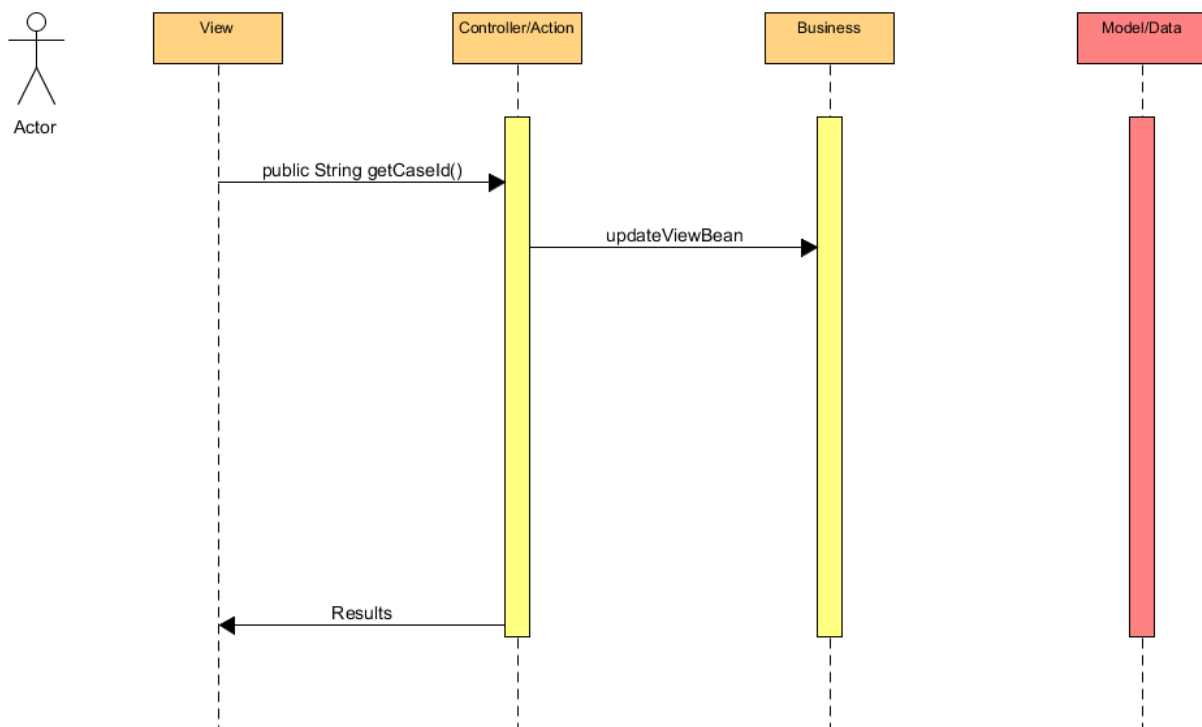 View
Controller/Action
Business
Model/Data
Actor
public String getCaseId()
updateViewBean
Results